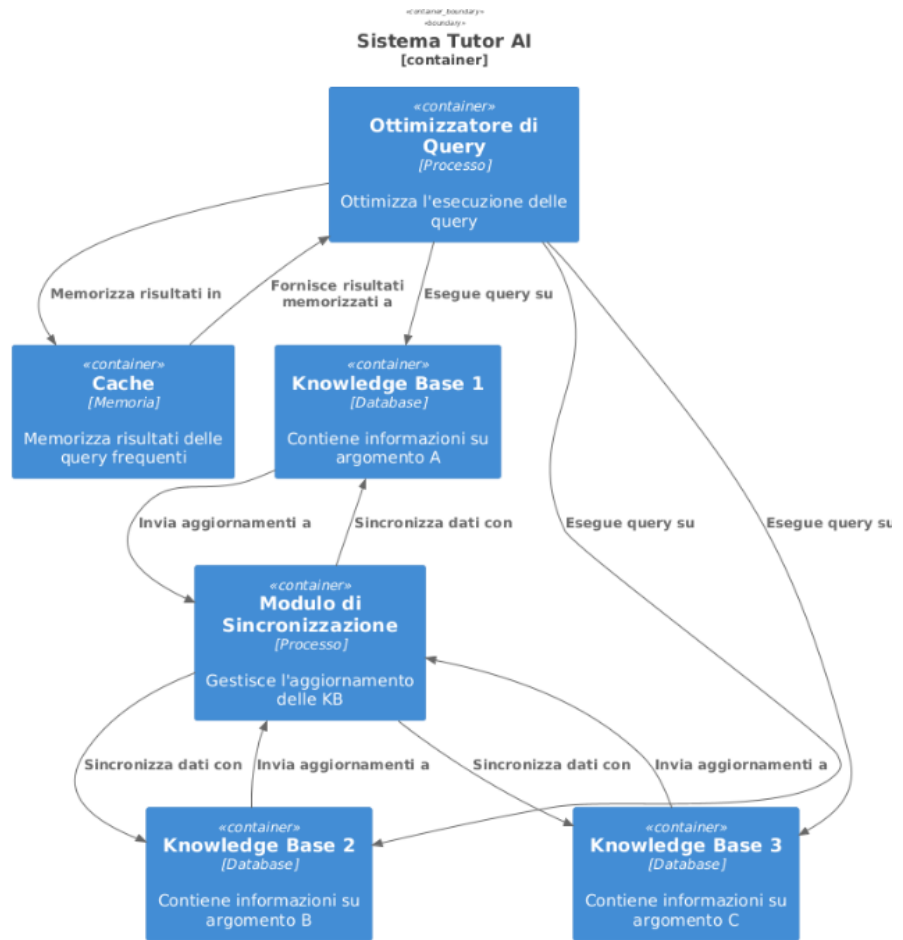 «container_boundary»
«boundary»
Sistema Tutor AI
[container]
«container»
Ottimizzatore di
Query
[Processo]
Ottimizza l'esecuzione delle
query
Memorizza risultati in
Fornisce risultati
memorizzati a
Esegue query su
«container»
Cache
[Memoria]
Memorizza risultati delle
query frequenti
«container»
Knowledge Base 1
[Database]
Contiene informazioni su
argomento A
Invia aggiornamenti a
Sincronizza dati con
Esegue query su
Esegue query su
«container»
Modulo di
Sincronizzazione
[Processo]
Gestisce l'aggiornamento
delle KB
Sincronizza dati con
Invia aggiornamenti a
Sincronizza dati con
Invia aggiornamenti a
«container»
Knowledge Base 2
[Database]
Contiene informazioni su
argomento B
«container»
Knowledge Base 3
[Database]
Contiene informazioni su
argomento C